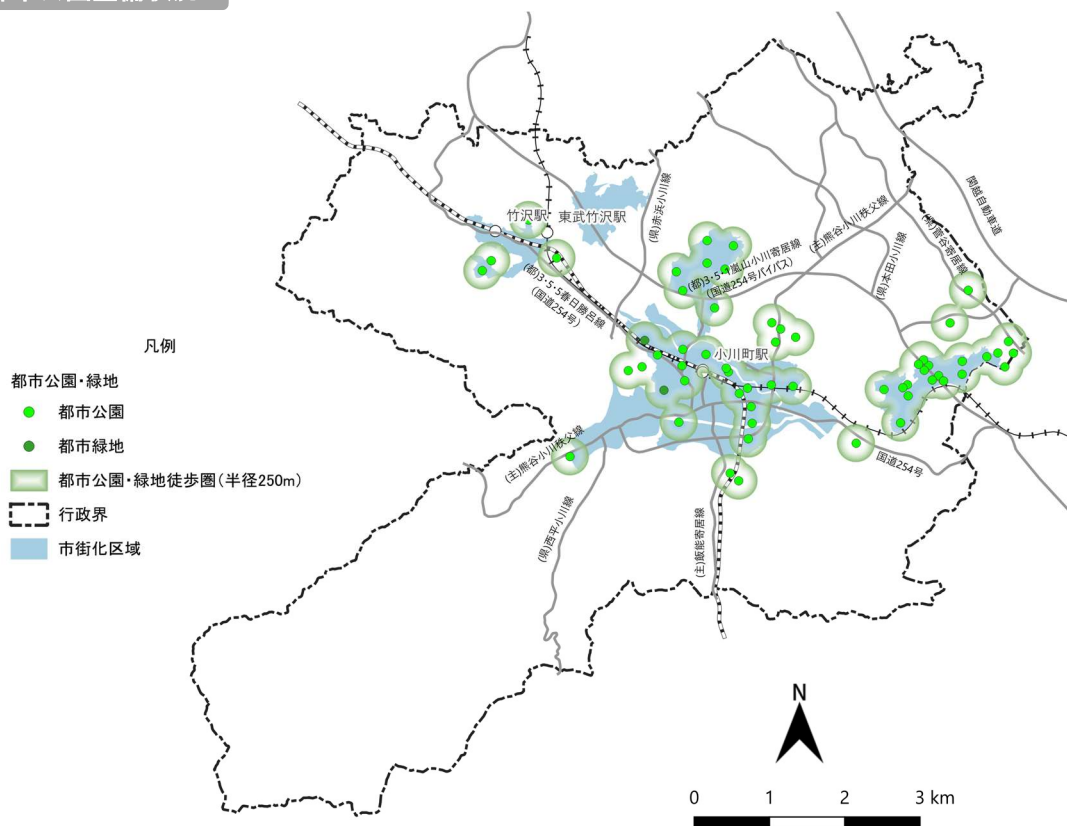 竹沢駅
東武竹沢駅
(県)赤浜小川線
(主)熊谷小川秩父線
関越自動車道
(県)菅谷寄居線
(県)本田小川線
(都)3・5・1嵐山小川寄居線
(国道254号バイパス)
(都)3・5・5春日勝呂線
(国道254号)
小川町駅
凡例
都市公園・緑地
都市公園
都市緑地
都市公園・緑地徒歩圏(半径250m)
行政界
市街化区域
(主)熊谷小川秩父線
国道254号
(県)西平小川線
(主)飯能寄居線
N
0 1 2 3 km